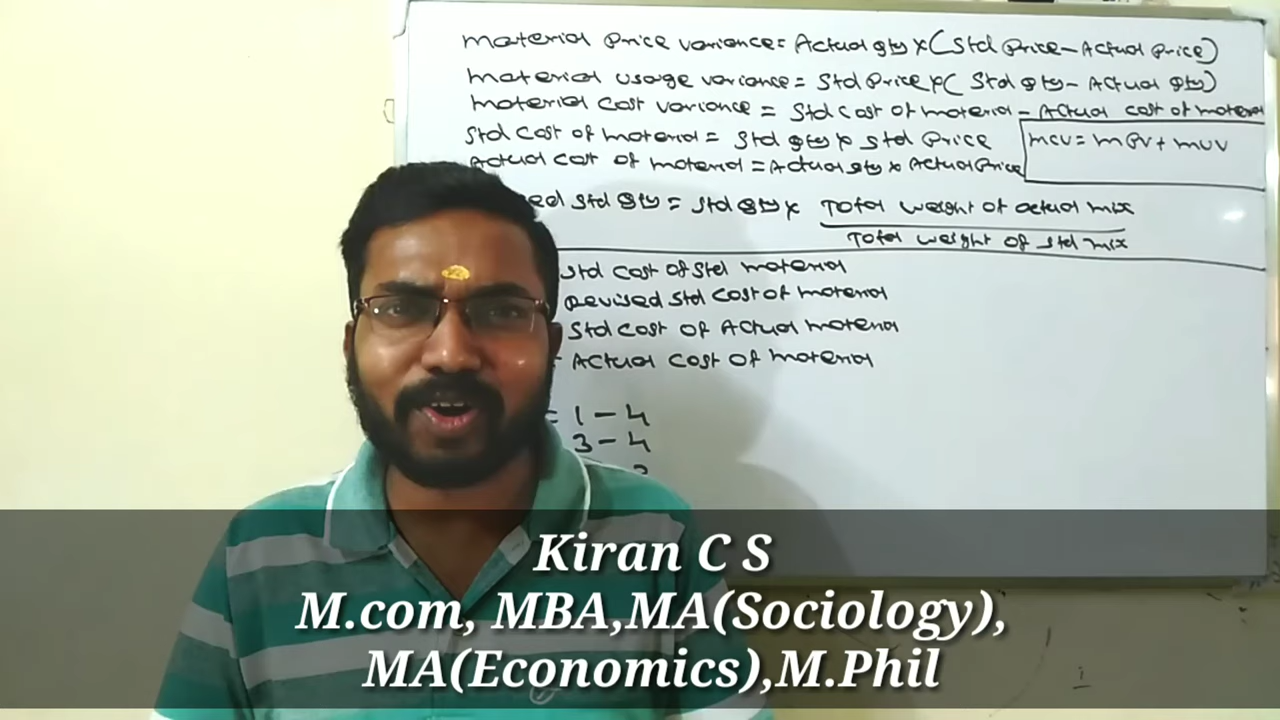 material Price variance = Actual qty x (Std Price - Actual Price)
material usage variance = Std Price x (Std qty - Actual qty)
material cost variance = Std Cost of material - Actual cost of material
Std cost of material = Std qty x Std Price
mcv = mpv + muv
Actual cost of material = Actual qty x Actual Price
Std qty = Std qty x Total weight of actual mix
Total weight of Std mix
Std cost of Std material
Revised Std cost of material
Std cost of Actual material
Actual cost of material
= 1 - 4
3 - 4
Kiran C S
M.com, MBA,MA(Sociology),
MA(Economics),M.Phil